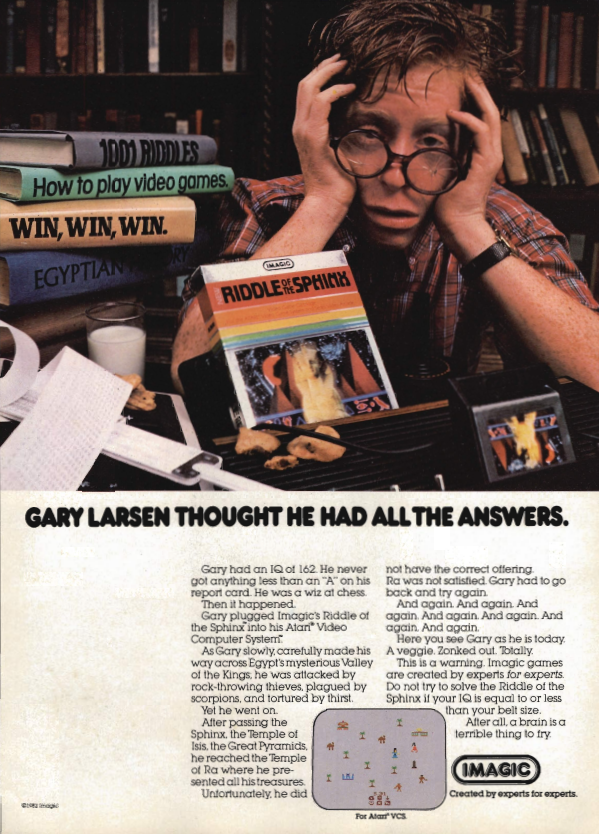 1001 RIDDLES
How to play video games.
WIN, WIN, WIN.
EGYPTIAN
IMAGIC
RIDDLE OF THE SPHINX
GARY LARSEN THOUGHT HE HAD ALL THE ANSWERS.
Gary had an IQ of 162. He never
got anything less than an "A" on his
report card. He was a wiz at chess.
Then it happened.
Gary plugged Imagic's Riddle of
the Sphinx™ into his Atari® Video
Computer System™.
As Gary slowly, carefully made his
way across Egypt's mysterious Valley
of the Kings, he was attacked by
rock-throwing thieves, plagued by
scorpions, and tortured by thirst.
Yet he went on.
After passing the
Sphinx, the Temple of
Isis, the Great Pyramids,
he reached the Temple
of Ra where he pre-
sented all his treasures.
Unfortunately, he did
not have the correct offering.
Ra was not satisfied. Gary had to go
back and try again.
And again. And again. And
again. And again. And again. And
again. And again.
Here you see Gary as he is today.
A veggie. Zonked out. Totally.
This is a warning. Imagic games
are created by experts for experts.
Do not try to solve the Riddle of the
Sphinx if your IQ is equal to or less
than your belt size.
After all, a brain is a
terrible thing to fry.
For Atari® VCS.
IMAGIC
Created by experts for experts.
©1982 Imagic